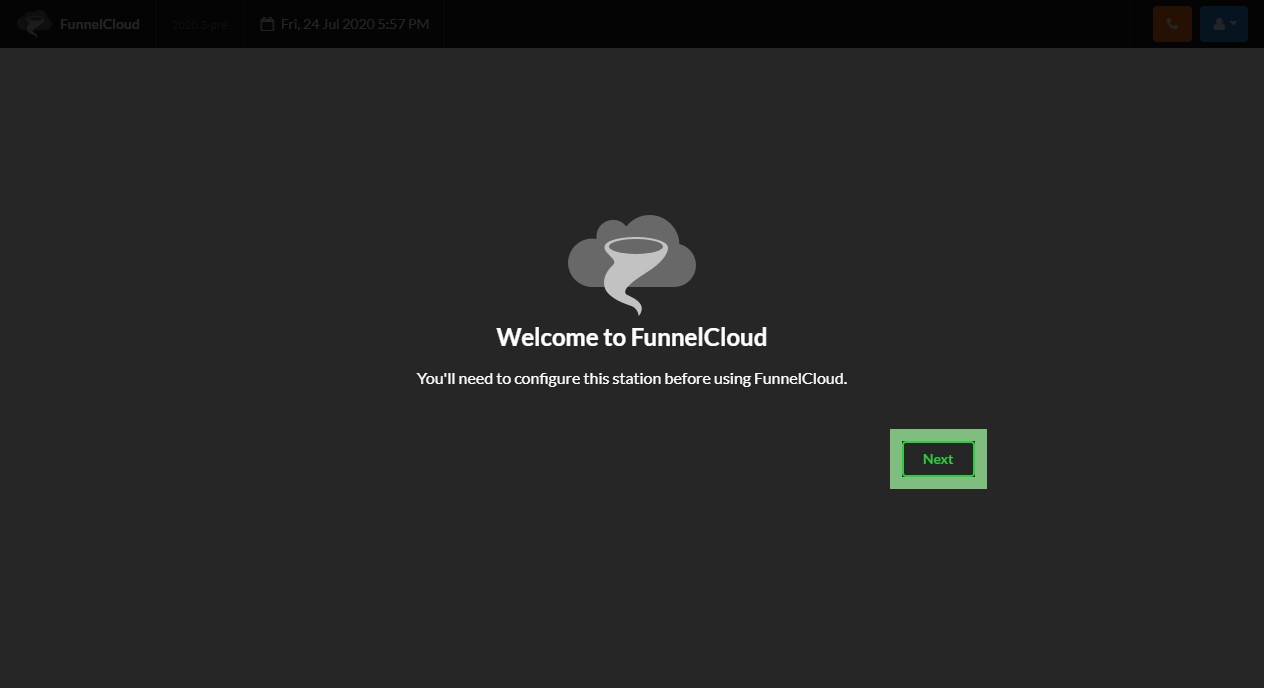 FunnelCloud
2020.3-pre
Fri, 24 Jul 2020 5:57 PM
Welcome to FunnelCloud
You'll need to configure this station before using FunnelCloud.
Next